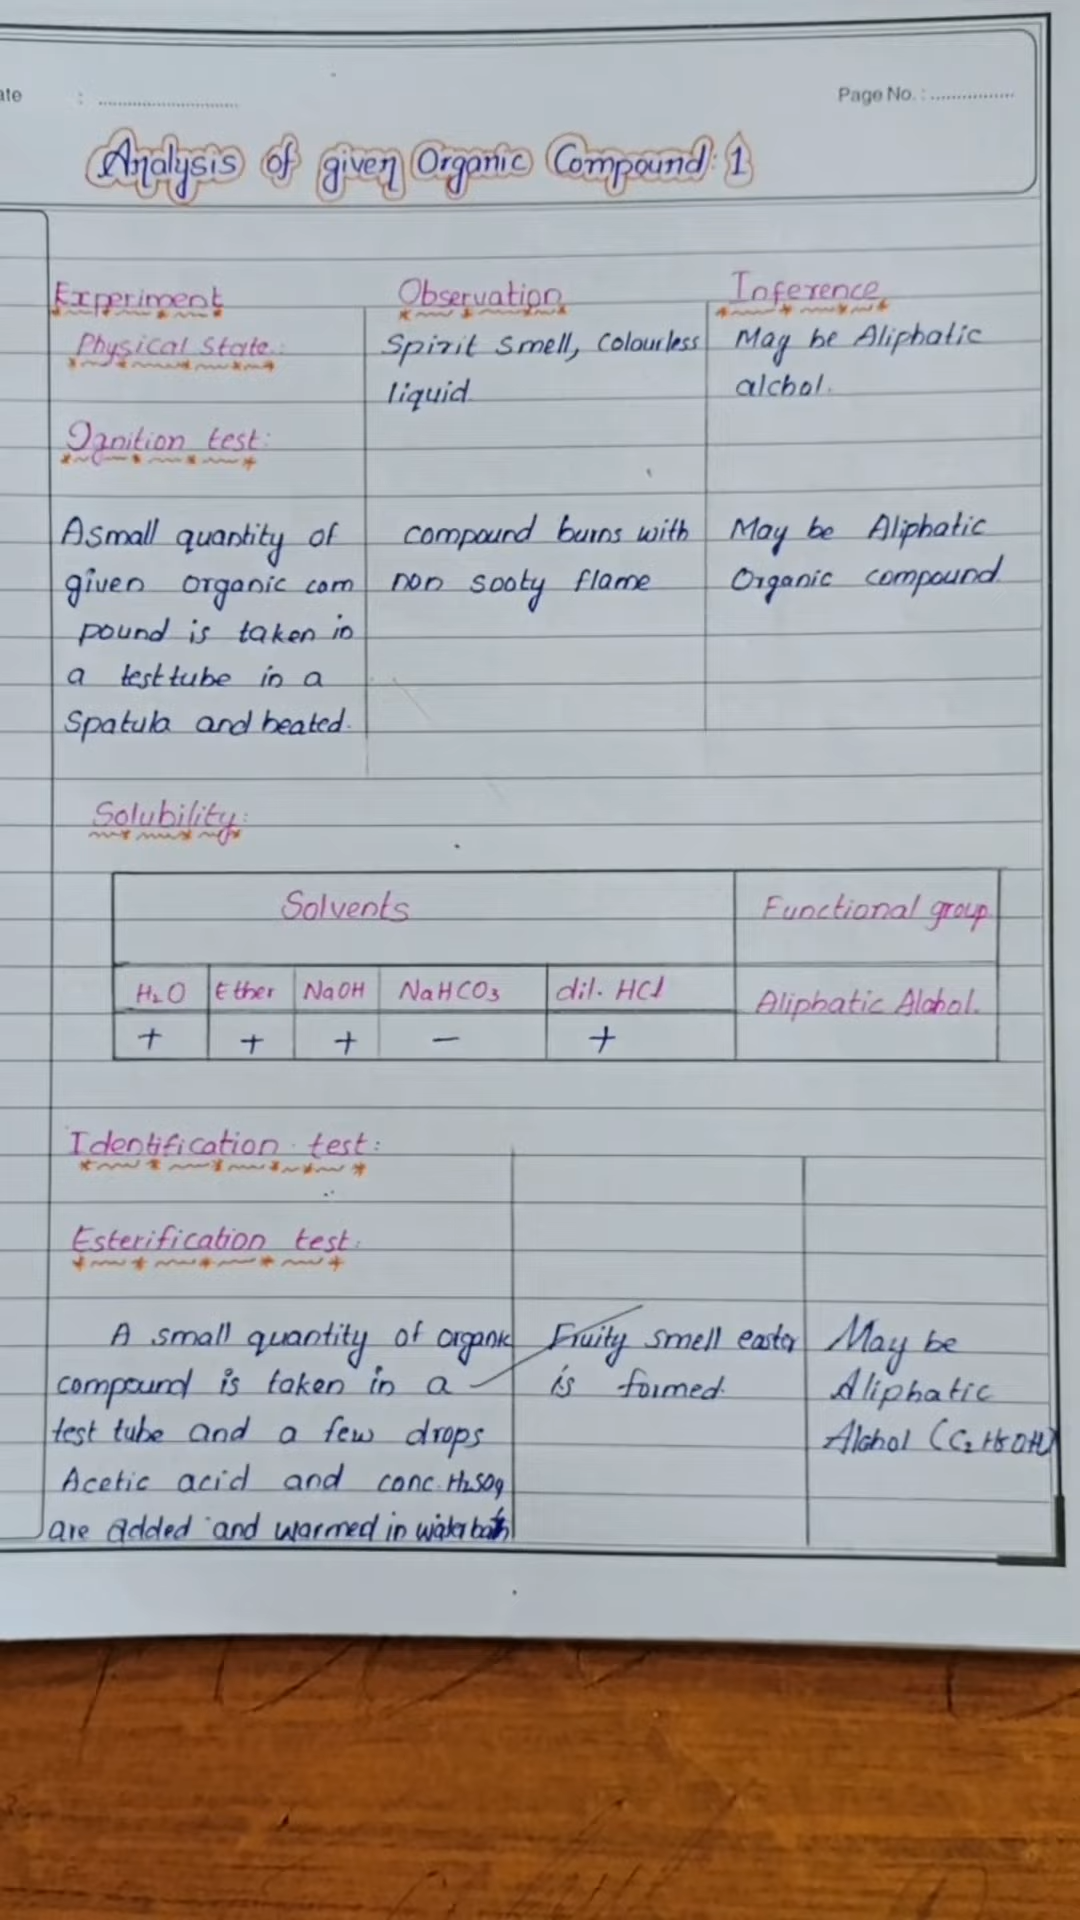 ate : ........................... Page No. : ................
Analysis of given Organic Compound: 1
Experiment Observation Inference
Physical State: Spirit smell, Colourless May be Aliphatic
liquid. alchol.
Ignition test:
A small quantity of compound burns with May be Aliphatic
given organic com non sooty flame Organic compound.
pound is taken in
a test tube in a
Spatula and heated.
Solubility:
Solvents Functional group
H₂O Ether NaOH NaHCO₃ dil. HCl Aliphatic Alchol.
+ + + − +
Identification test:
Esterification test:
A small quantity of organic Fruity smell easter May be
compound is taken in a is formed. Aliphatic
test tube and a few drops Alchol (C₂H5OH)
Acetic acid and conc. H₂SO₄
are added and warmed in water bath